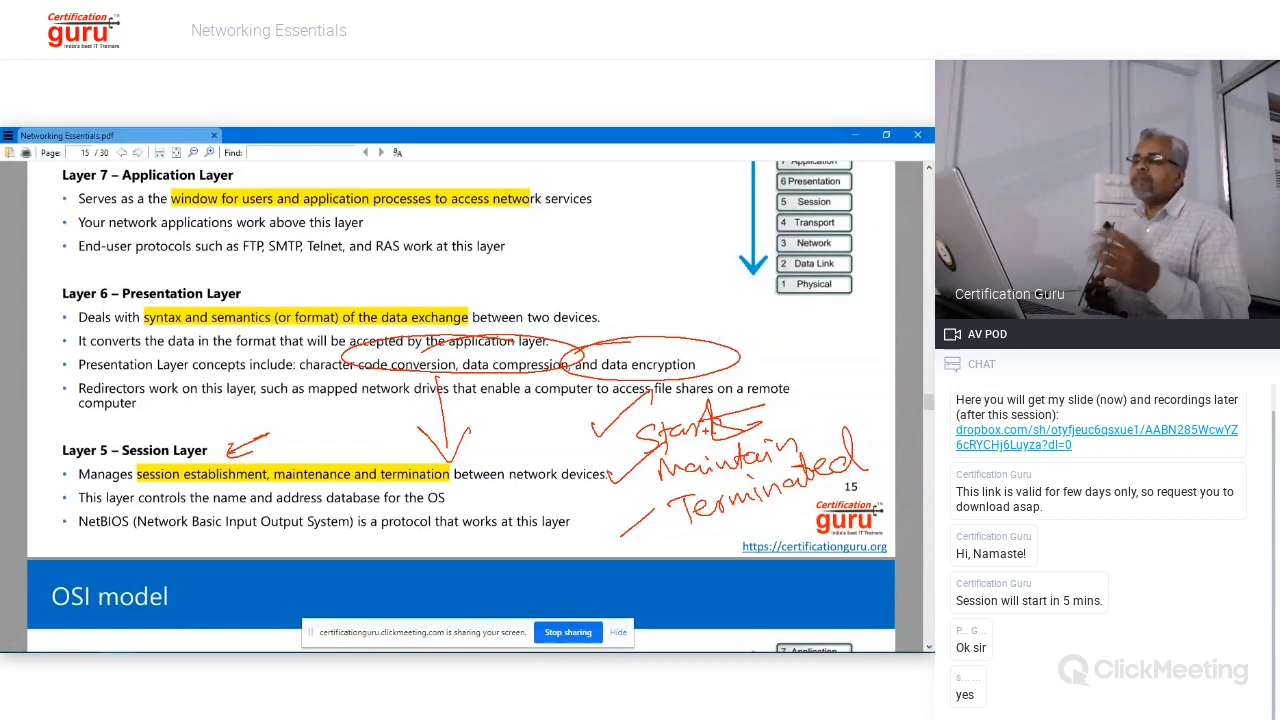 Certification
guru
India's best IT Trainers
Networking Essentials
Networking Essentials.pdf
Page: 15 / 30 Find:
Layer 7 – Application Layer
• Serves as a the window for users and application processes to access network services
• Your network applications work above this layer
• End-user protocols such as FTP, SMTP, Telnet, and RAS work at this layer
7 Application
6 Presentation
5 Session
4 Transport
3 Network
2 Data Link
1 Physical
Layer 6 – Presentation Layer
• Deals with syntax and semantics (or format) of the data exchange between two devices.
• It converts the data in the format that will be accepted by the application layer.
• Presentation Layer concepts include: character code conversion, data compression, and data encryption
• Redirectors work on this layer, such as mapped network drives that enable a computer to access file shares on a remote
computer
Start
Maintain
Terminated
Layer 5 – Session Layer
• Manages session establishment, maintenance and termination between network devices.
• This layer controls the name and address database for the OS
• NetBIOS (Network Basic Input Output System) is a protocol that works at this layer
15
Certification
guru
India's best IT Trainers
https://certificationguru.org
OSI model
certificationguru.clickmeeting.com is sharing your screen. Stop sharing Hide
7 Application
Certification Guru
AV POD
CHAT
Here you will get my slide (now) and recordings later
(after this session):
dropbox.com/sh/otyfjeuc6qsxue1/AABN285WcwYZ
6cRYCHj6Luyza?dl=0
Certification Guru
This link is valid for few days only, so request you to
download asap.
Certification Guru
Hi, Namaste!
Certification Guru
Session will start in 5 mins.
P... G...
Ok sir
s... ...
yes
ClickMeeting